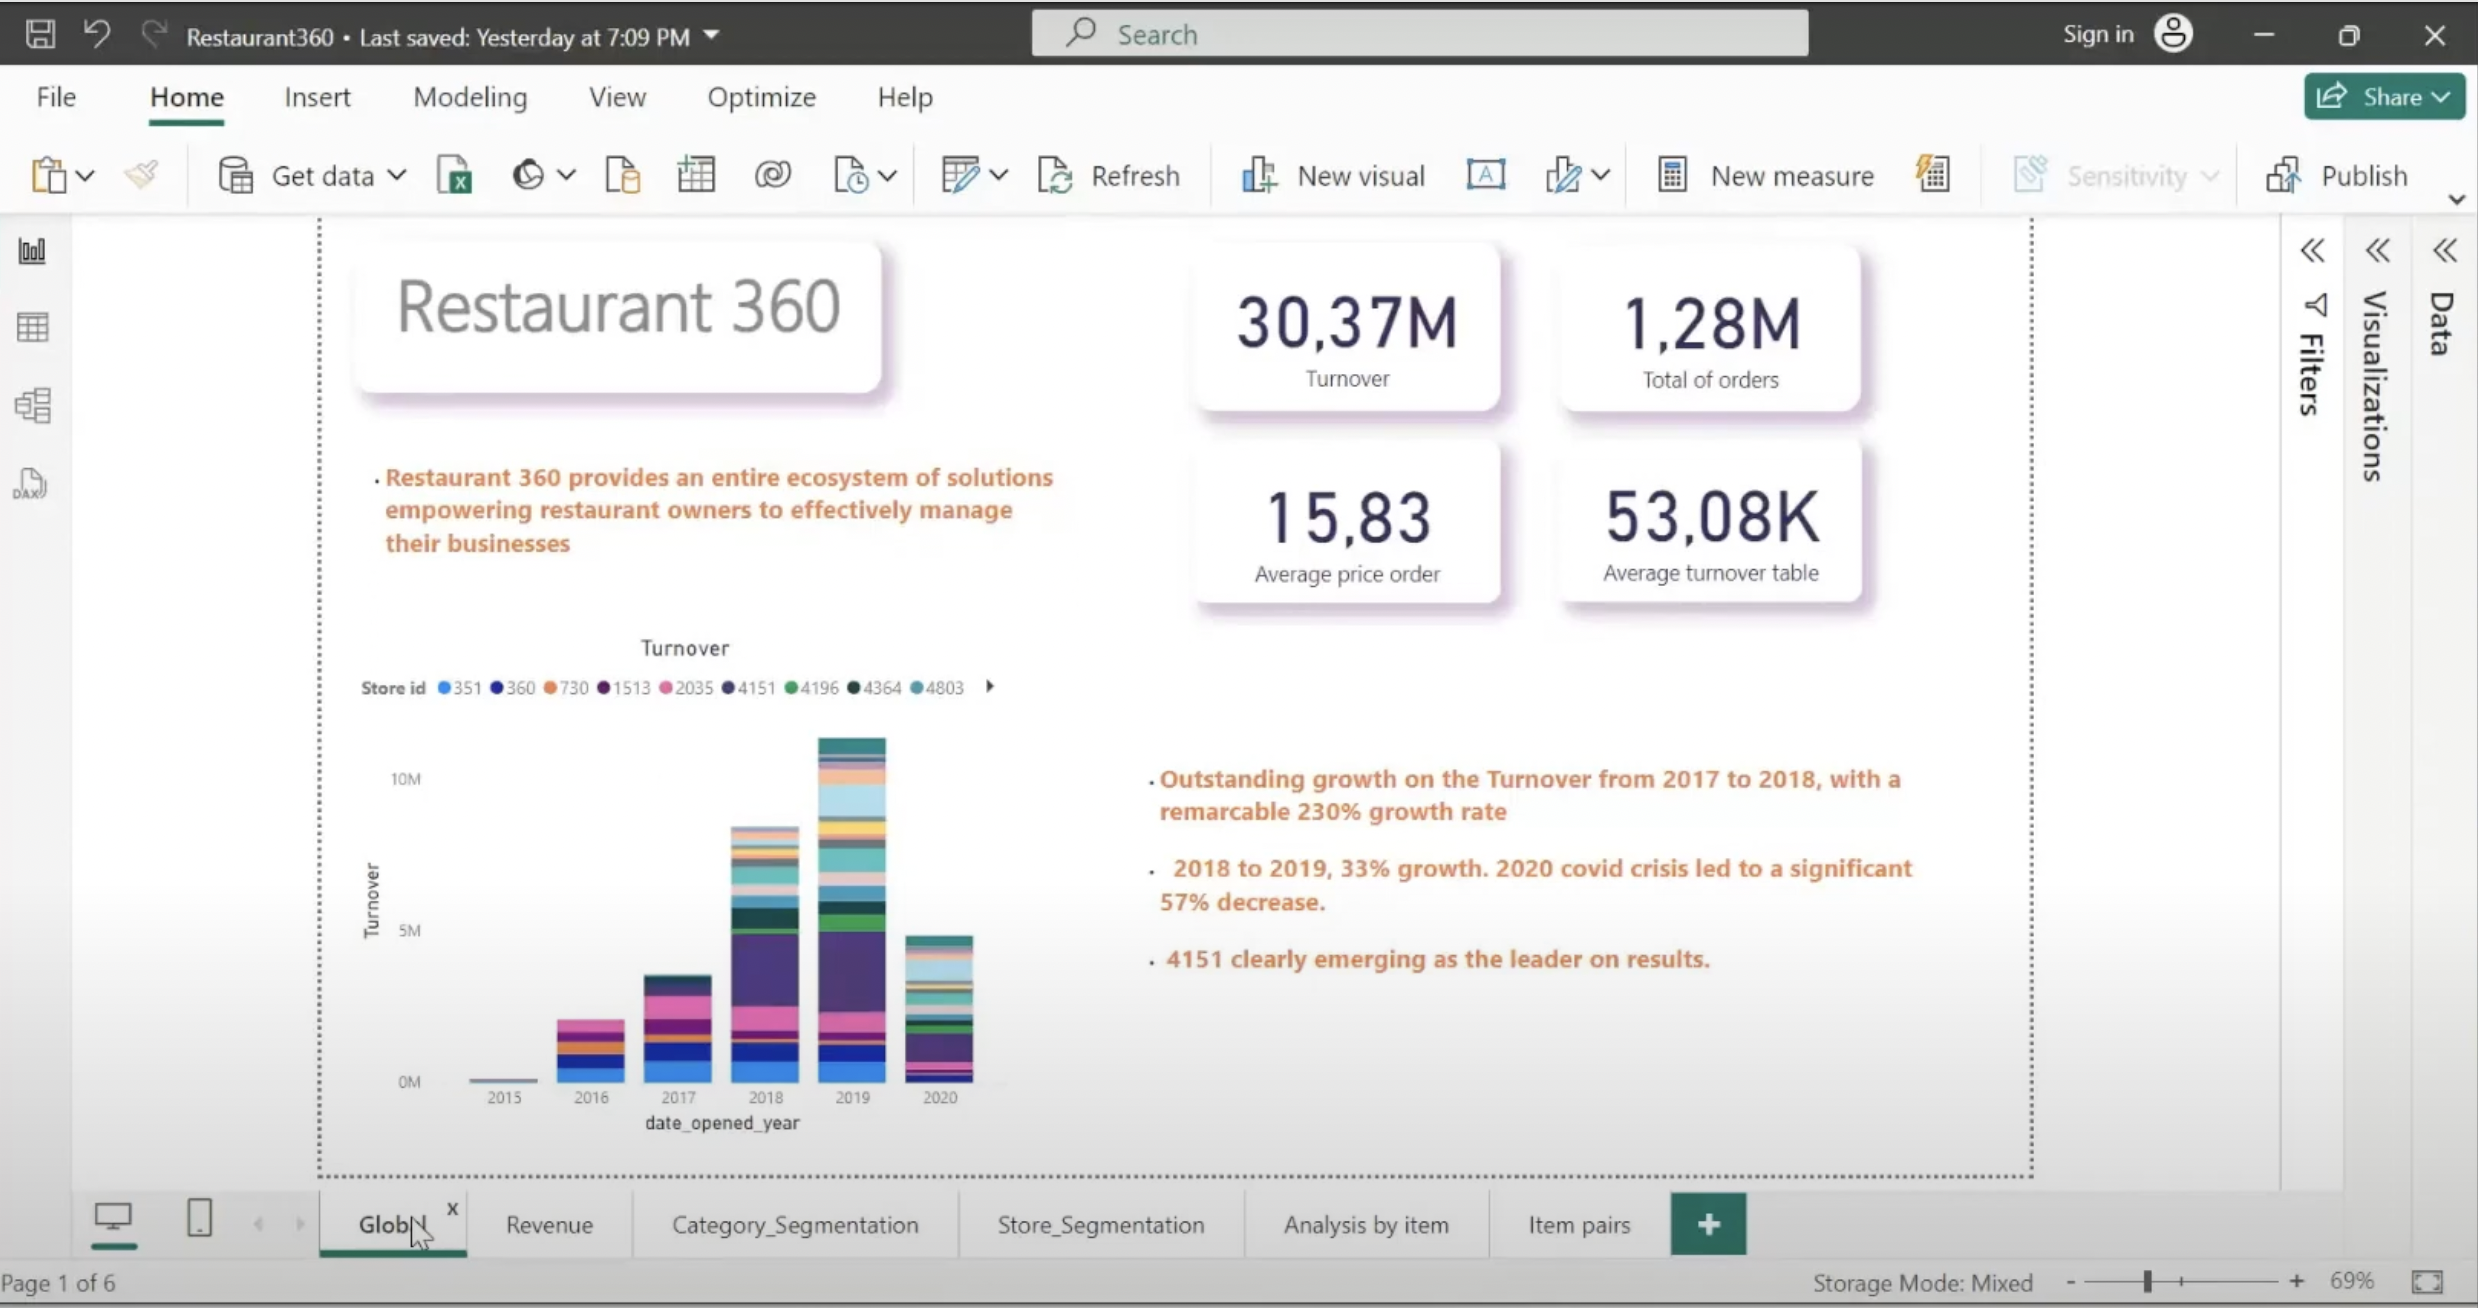 Restaurant360 • Last saved: Yesterday at 7:09 PM
Search
Sign in
File
Home
Insert
Modeling
View
Optimize
Help
Share
Get data
Refresh
New visual
New measure
Sensitivity
Publish
DAX
Restaurant 360
30,37M
Turnover
1,28M
Total of orders
15,83
Average price order
53,08K
Average turnover table
. Restaurant 360 provides an entire ecosystem of solutions
empowering restaurant owners to effectively manage
their businesses
Turnover
Store id 351 360 730 1513 2035 4151 4196 4364 4803
10M
5M
0M
Turnover
2015 2016 2017 2018 2019 2020
date_opened_year
. Outstanding growth on the Turnover from 2017 to 2018, with a
remarcable 230% growth rate
. 2018 to 2019, 33% growth. 2020 covid crisis led to a significant
57% decrease.
. 4151 clearly emerging as the leader on results.
Filters
Visualizations
Data
Revenue
Category_Segmentation
Store_Segmentation
Analysis by item
Item pairs
Page 1 of 6
Storage Mode: Mixed
69%